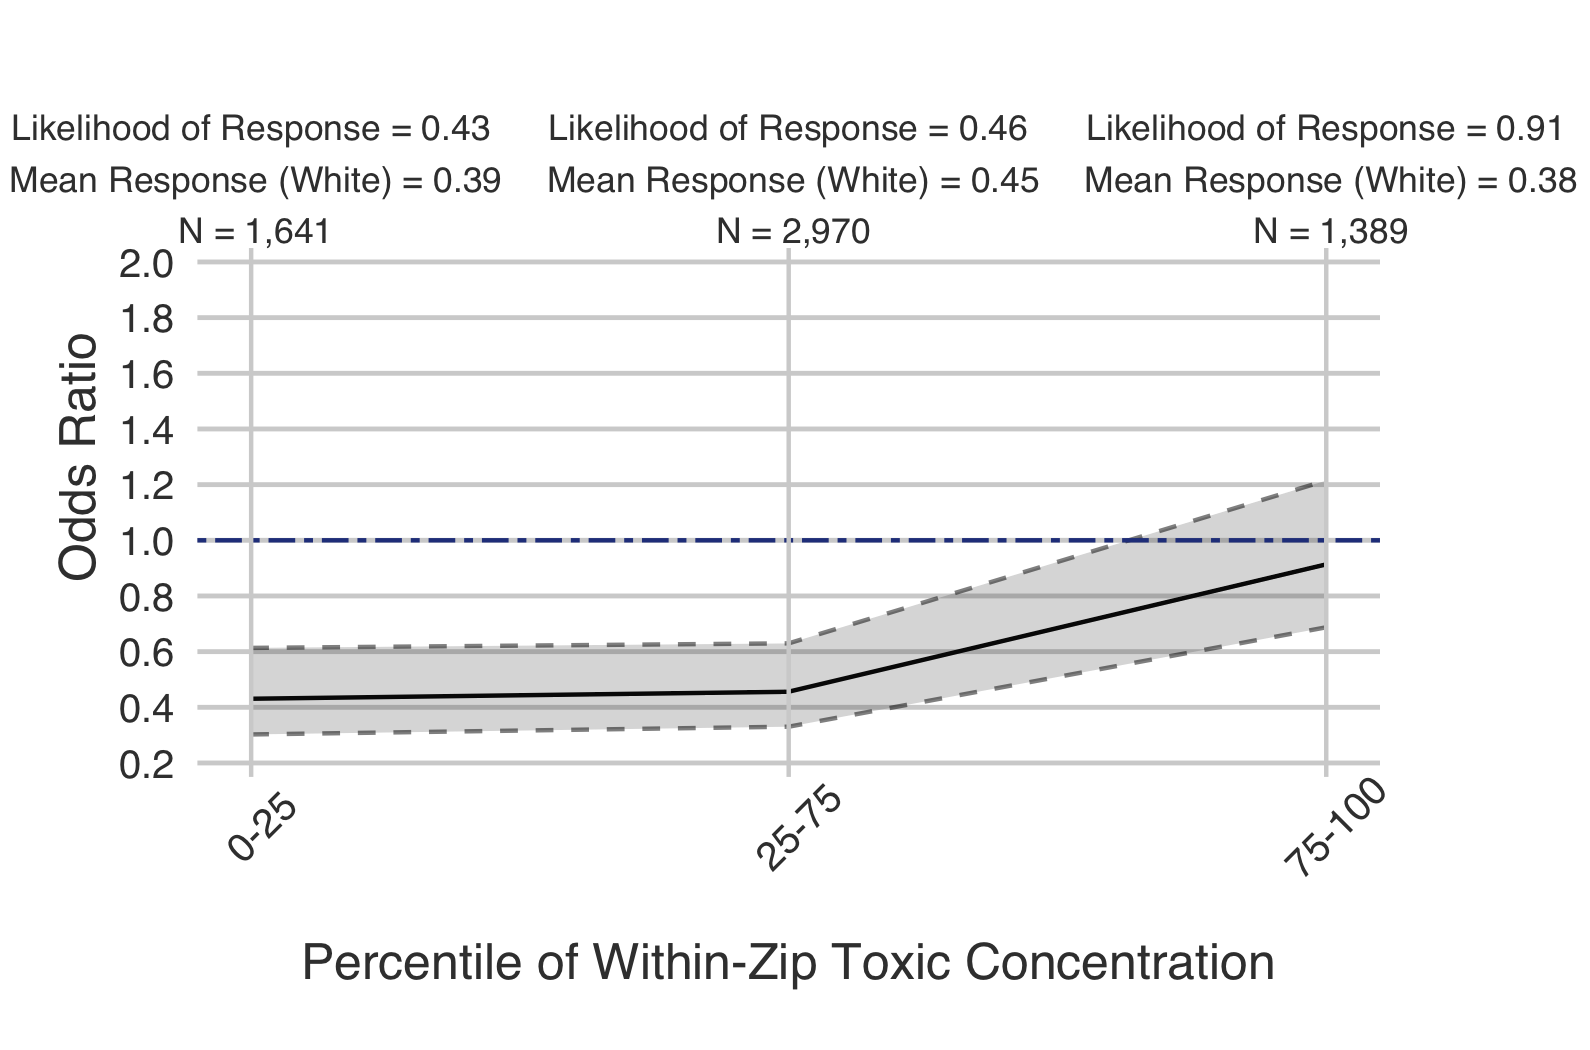 Likelihood of Response = 0.43 Likelihood of Response = 0.46 Likelihood of Response = 0.91
Mean Response (White) = 0.39 Mean Response (White) = 0.45 Mean Response (White) = 0.38
N = 1,641 N = 2,970 N = 1,389
2.0
1.8
1.6
1.4
1.2
1.0
0.8
0.6
0.4
0.2
Odds Ratio
0-25 25-75 75-100
Percentile of Within-Zip Toxic Concentration